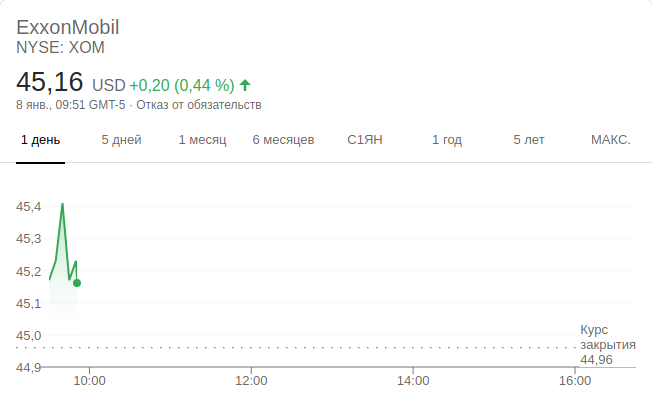 ExxonMobil
NYSE: XOM
45,16 USD +0,20 (0,44 %)
8 янв., 09:51 GMT-5 · Отказ от обязательств
1 день 5 дней 1 месяц 6 месяцев С1ЯН 1 год 5 лет МАКС.
45,4
45,3
45,2
45,1
45,0
44,9
Курс
закрытия
44,96
10:00 12:00 14:00 16:00